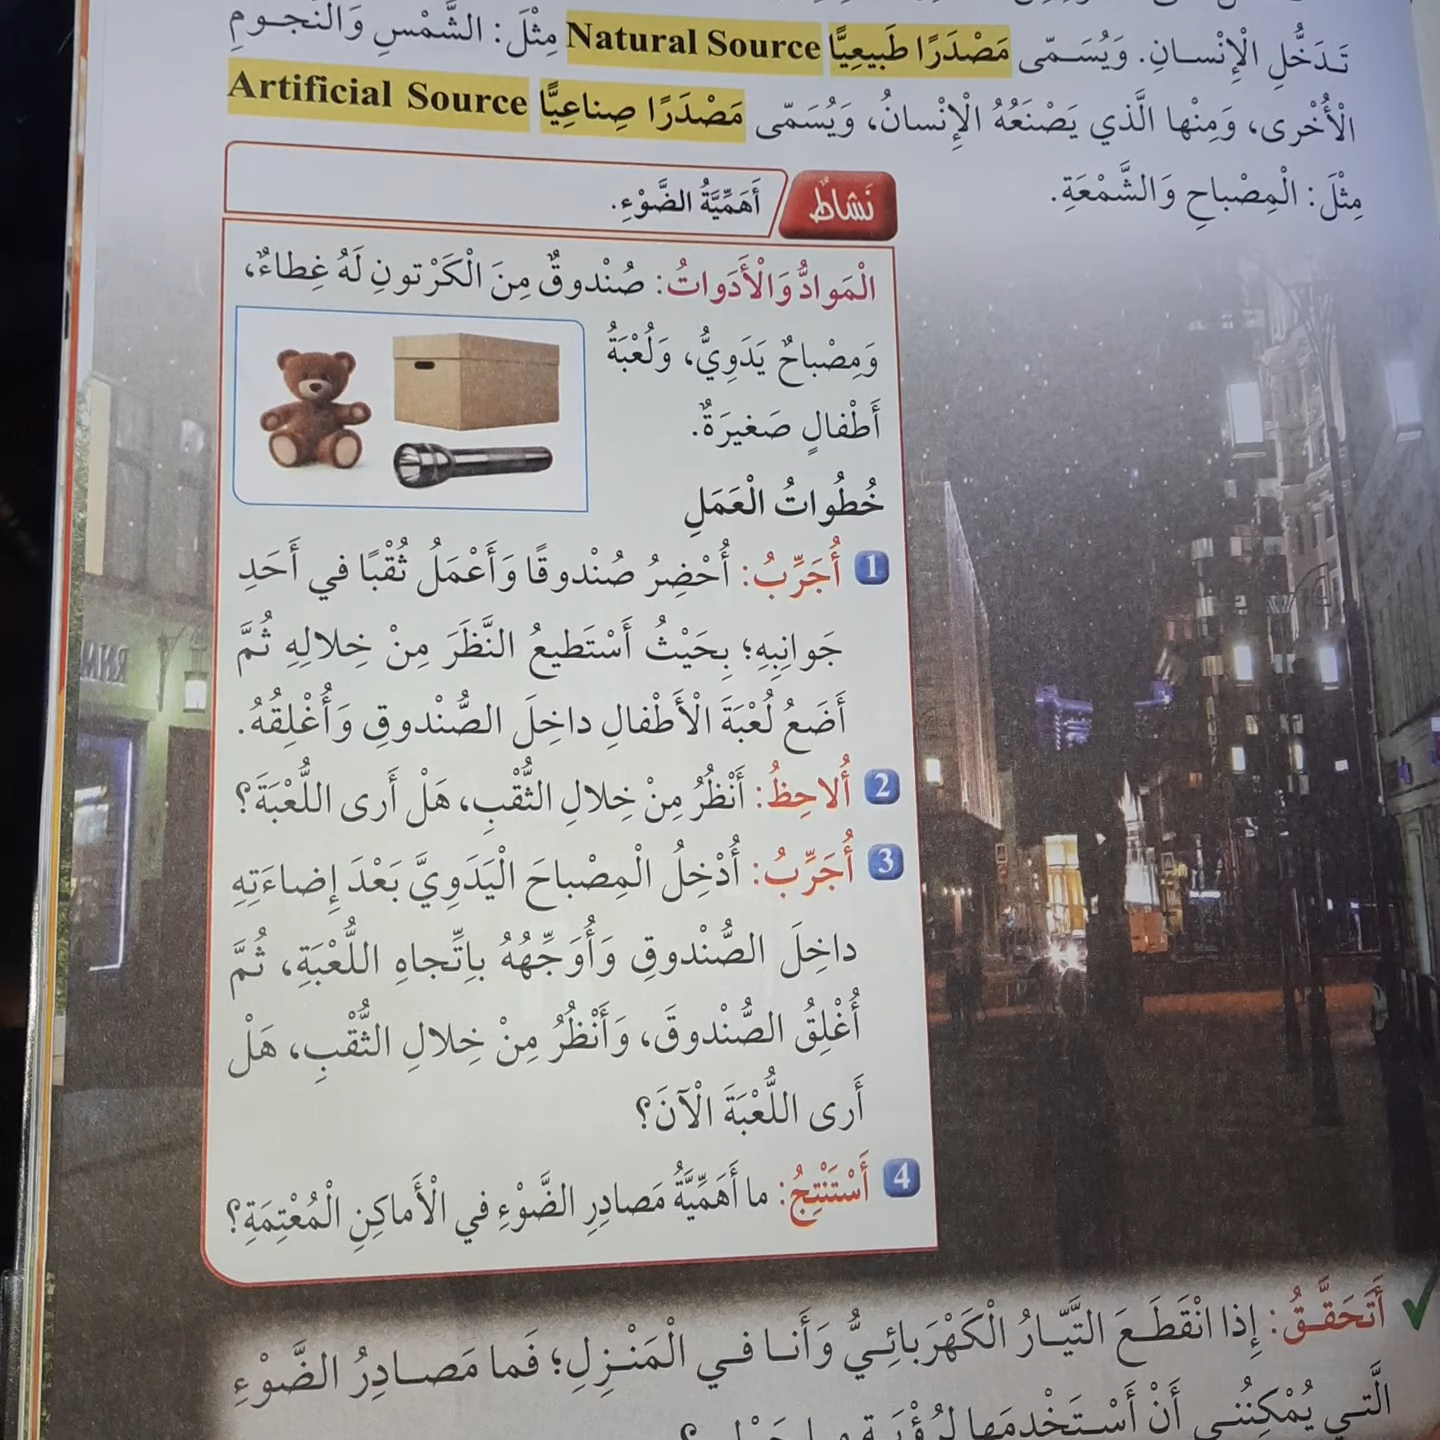 تَدَخُّلِ الْإِنْسانِ. وَيُسَمّى مَصْدَرًا طَبيعِيًّا Natural Source مِثْلَ: الشَّمْسِ وَالنُّجومِ
الْأُخْرى، وَمِنْها الَّذي يَصْنَعُهُ الْإِنْسانُ، وَيُسَمّى مَصْدَرًا صِناعِيًّا Artificial Source
مِثْلَ: الْمِصْباحِ وَالشَّمْعَةِ.
نَشاطٌ
أَهَمِّيَّةُ الضَّوْءِ.
الْمَوادُّ وَالْأَدَواتُ: صُنْدوقٌ مِنَ الْكَرْتونِ لَهُ غِطاءٌ،
وَمِصْباحٌ يَدَوِيٌّ، وَلُعْبَةُ
أَطْفالٍ صَغيرَةٌ.
خُطُواتُ الْعَمَلِ
1 أُجَرِّبُ: أُحْضِرُ صُنْدوقًا وَأَعْمَلُ ثُقْبًا في أَحَدِ
جَوانِبِهِ؛ بِحَيْثُ أَسْتَطيعُ النَّظَرَ مِنْ خِلالِهِ ثُمَّ
أَضَعُ لُعْبَةَ الْأَطْفالِ داخِلَ الصُّنْدوقِ وَأُغْلِقُهُ.
2 أُلاحِظُ: أَنْظُرُ مِنْ خِلالِ الثُّقْبِ، هَلْ أَرى اللُّعْبَةَ؟
3 أُجَرِّبُ: أُدْخِلُ الْمِصْباحَ الْيَدَوِيَّ بَعْدَ إِضاءَتِهِ
داخِلَ الصُّنْدوقِ وَأُوَجِّهُهُ بِاتِّجاهِ اللُّعْبَةِ، ثُمَّ
أُغْلِقُ الصُّنْدوقَ، وَأَنْظُرُ مِنْ خِلالِ الثُّقْبِ، هَلْ
أَرى اللُّعْبَةَ الْآنَ؟
4 أَسْتَنْتِجُ: ما أَهَمِّيَّةُ مَصادِرِ الضَّوْءِ في الْأَماكِنِ الْمُعْتِمَةِ؟
أَتَحَقَّقُ: إِذا انْقَطَعَ التَّيّارُ الْكَهْرَبائِيُّ وَأَنا في الْمَنْزِلِ؛ فَما مَصادِرُ الضَّوْءِ
الَّتي يُمْكِنُني أَنْ أَسْتَخْدِمَها لِرُؤْيَةِ